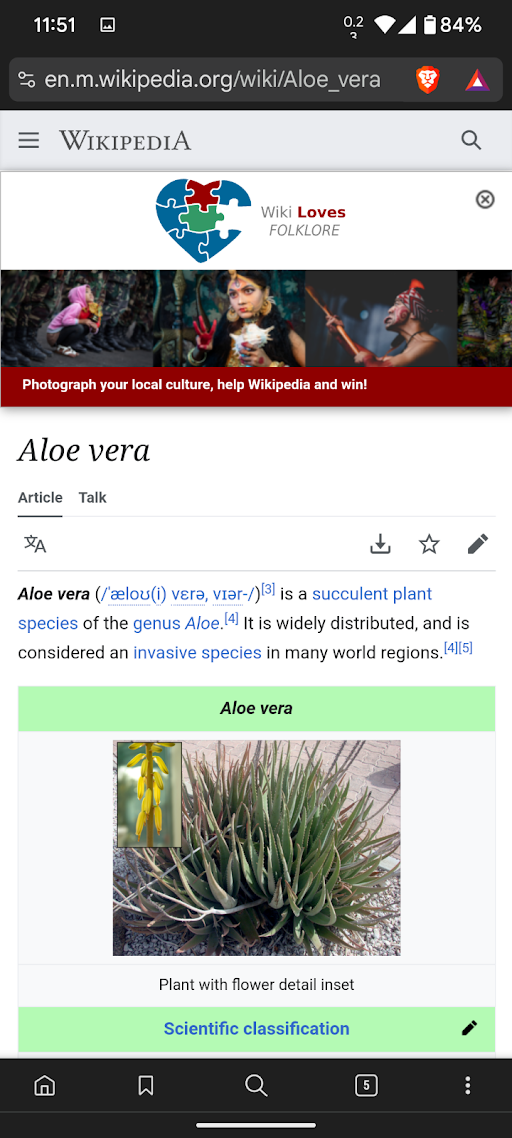 11:51
0.2
3
84%
en.m.wikipedia.org/wiki/Aloe_vera
WIKIPEDIA
Wiki Loves
FOLKLORE
Photograph your local culture, help Wikipedia and win!
Aloe vera
Article Talk
Aloe vera (/ˈæloʊ(i) vɛrə, vɪər-/)[3] is a succulent plant
species of the genus Aloe.[4] It is widely distributed, and is
considered an invasive species in many world regions.[4][5]
Aloe vera
Plant with flower detail inset
Scientific classification
5